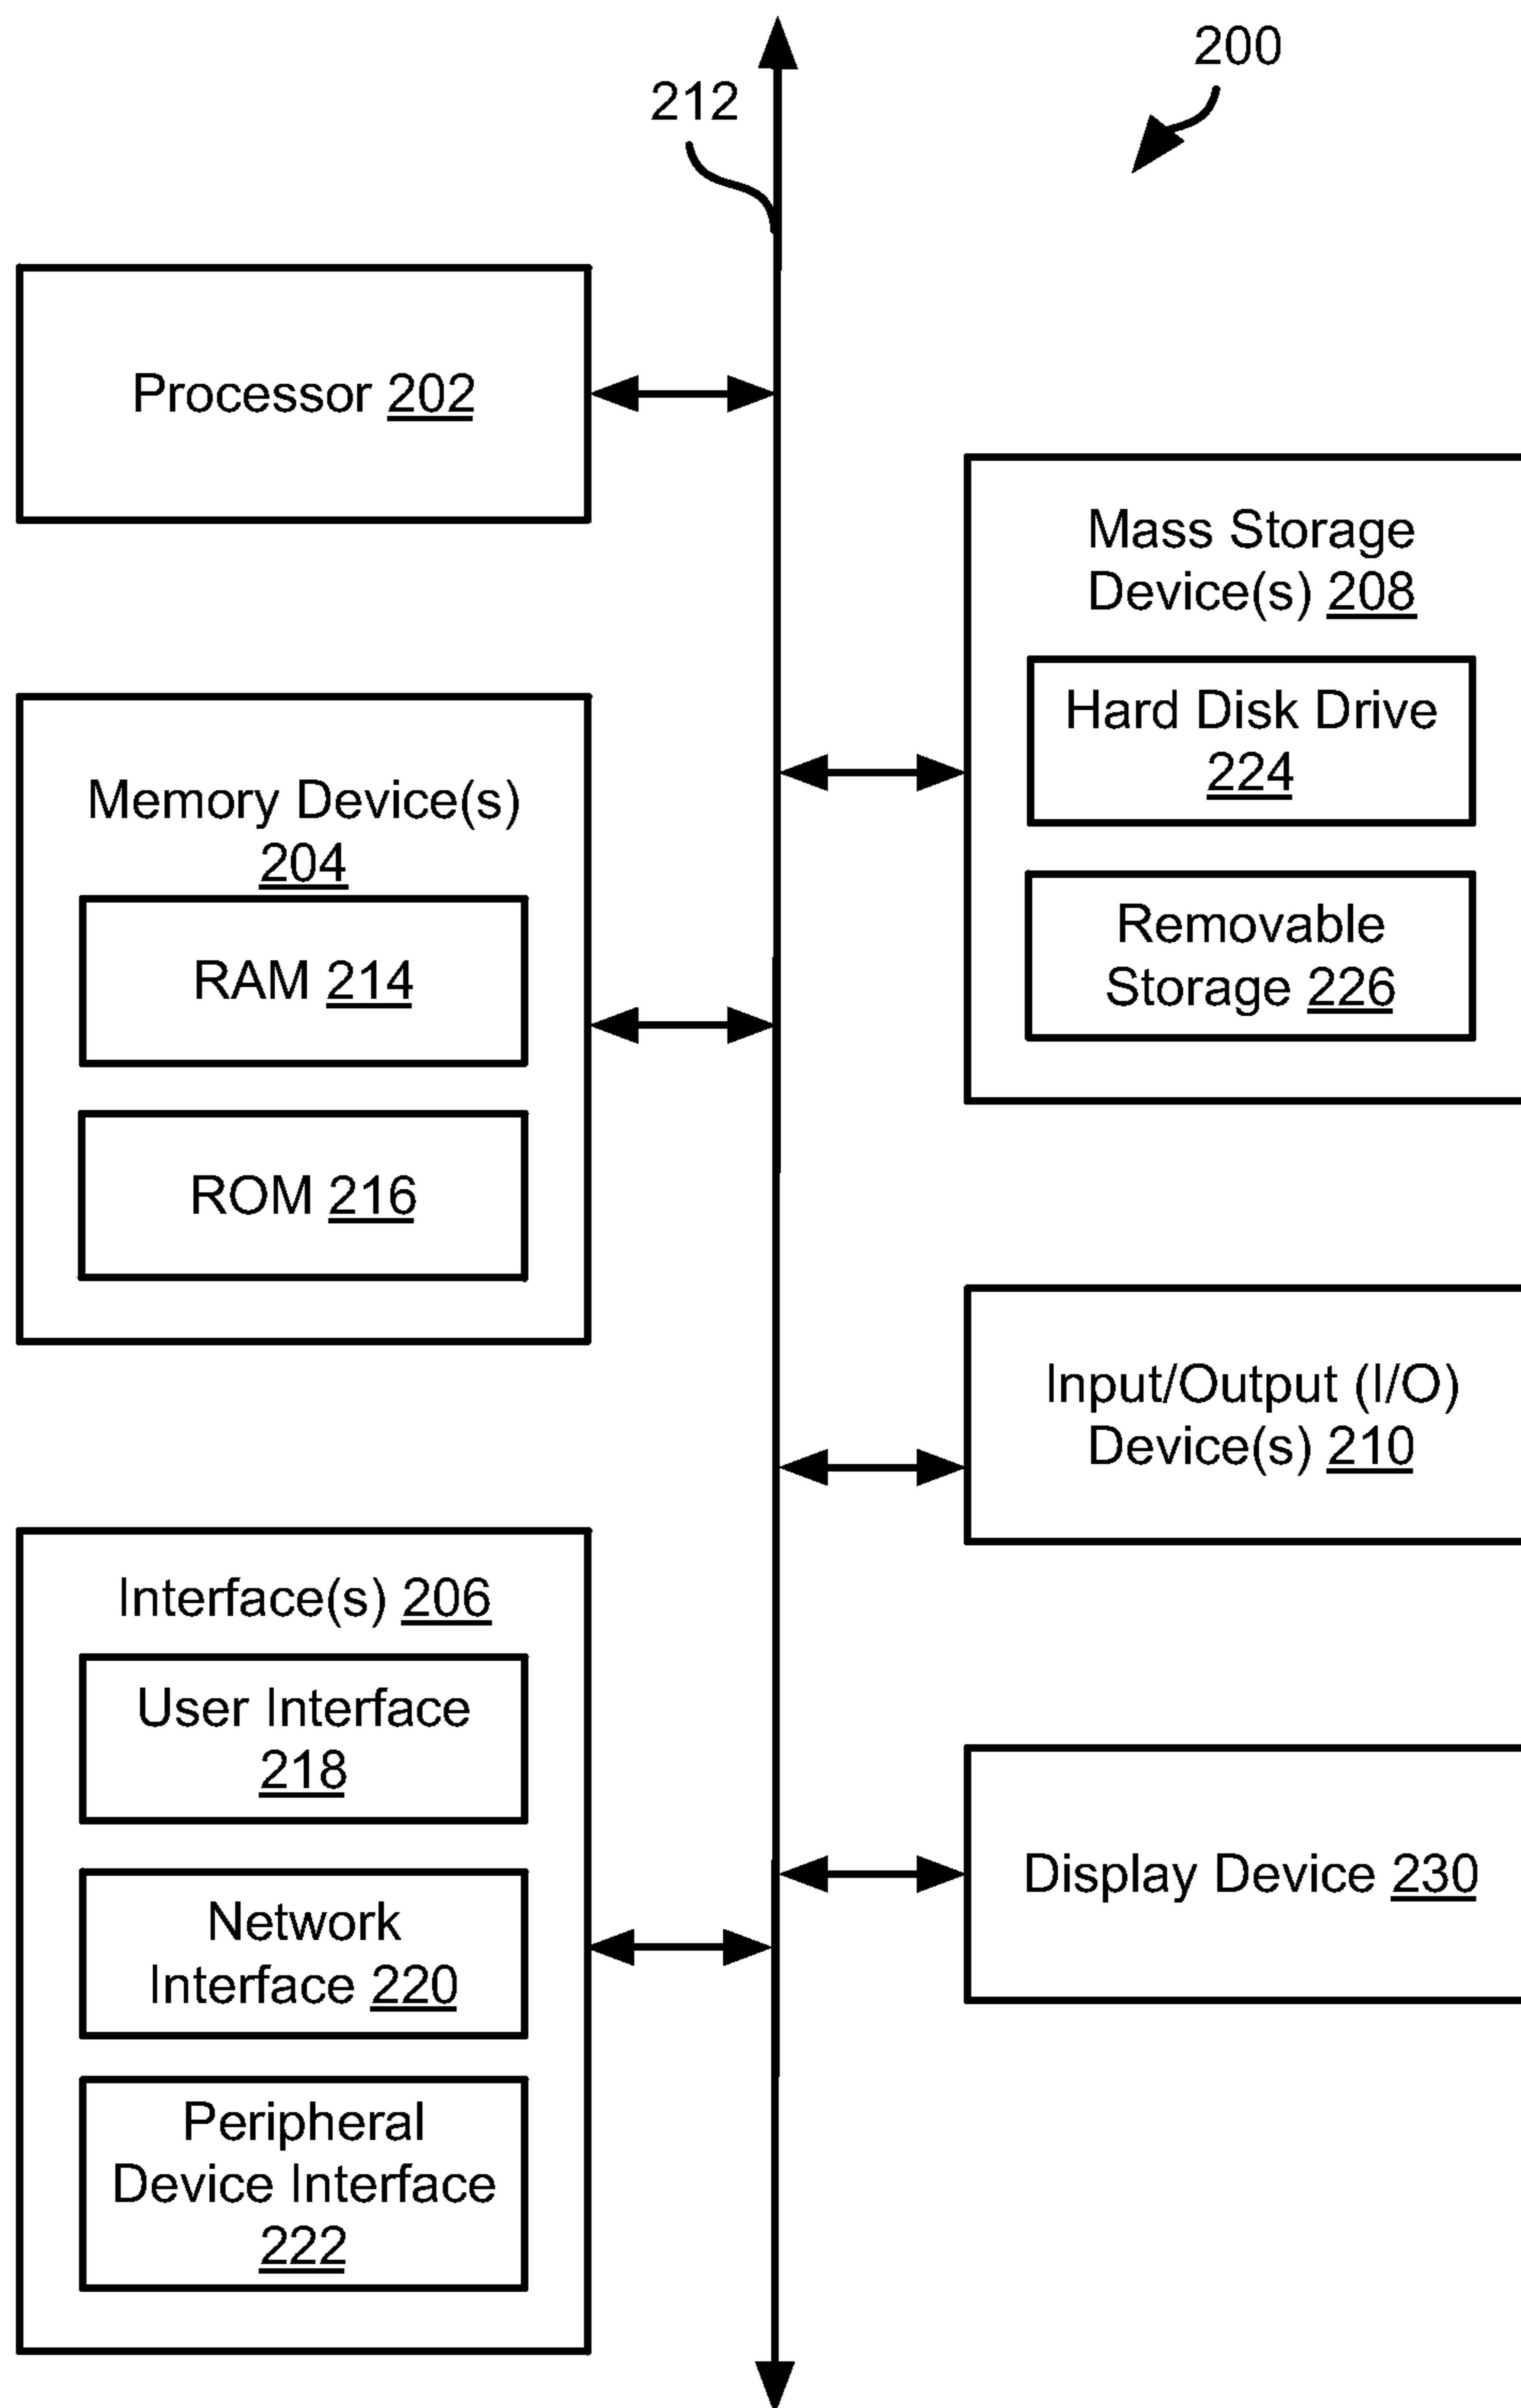 200
212
Processor 202
Mass Storage
Device(s) 208
Hard Disk Drive
224
Removable
Storage 226
Memory Device(s)
204
RAM 214
ROM 216
Input/Output (I/O)
Device(s) 210
Interface(s) 206
User Interface
218
Network
Interface 220
Peripheral
Device Interface
222
Display Device 230